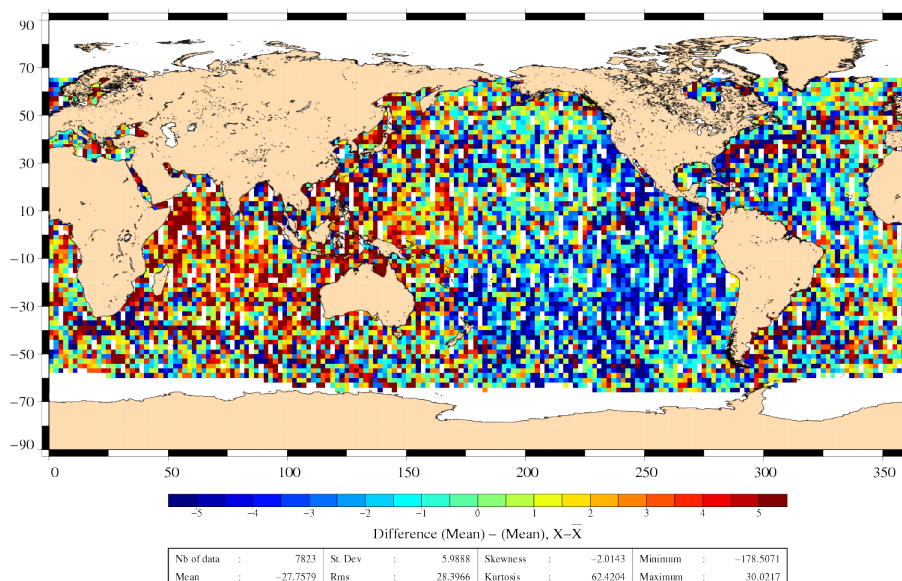 90
70
50
30
10
−10
−30
−50
−70
−90
0 50 100 150 200 250 300 350
−5 −4 −3 −2 −1 0 1 2 3 4 5
Difference (Mean) − (Mean), X−X̅
Nb of data : 7823 St. Dev : 5.9888 Skewness : −2.0143 Minimum : −178.5071
Mean : −27.7579 Rms : 28.3966 Kurtosis : 62.4204 Maximum : 30.0217